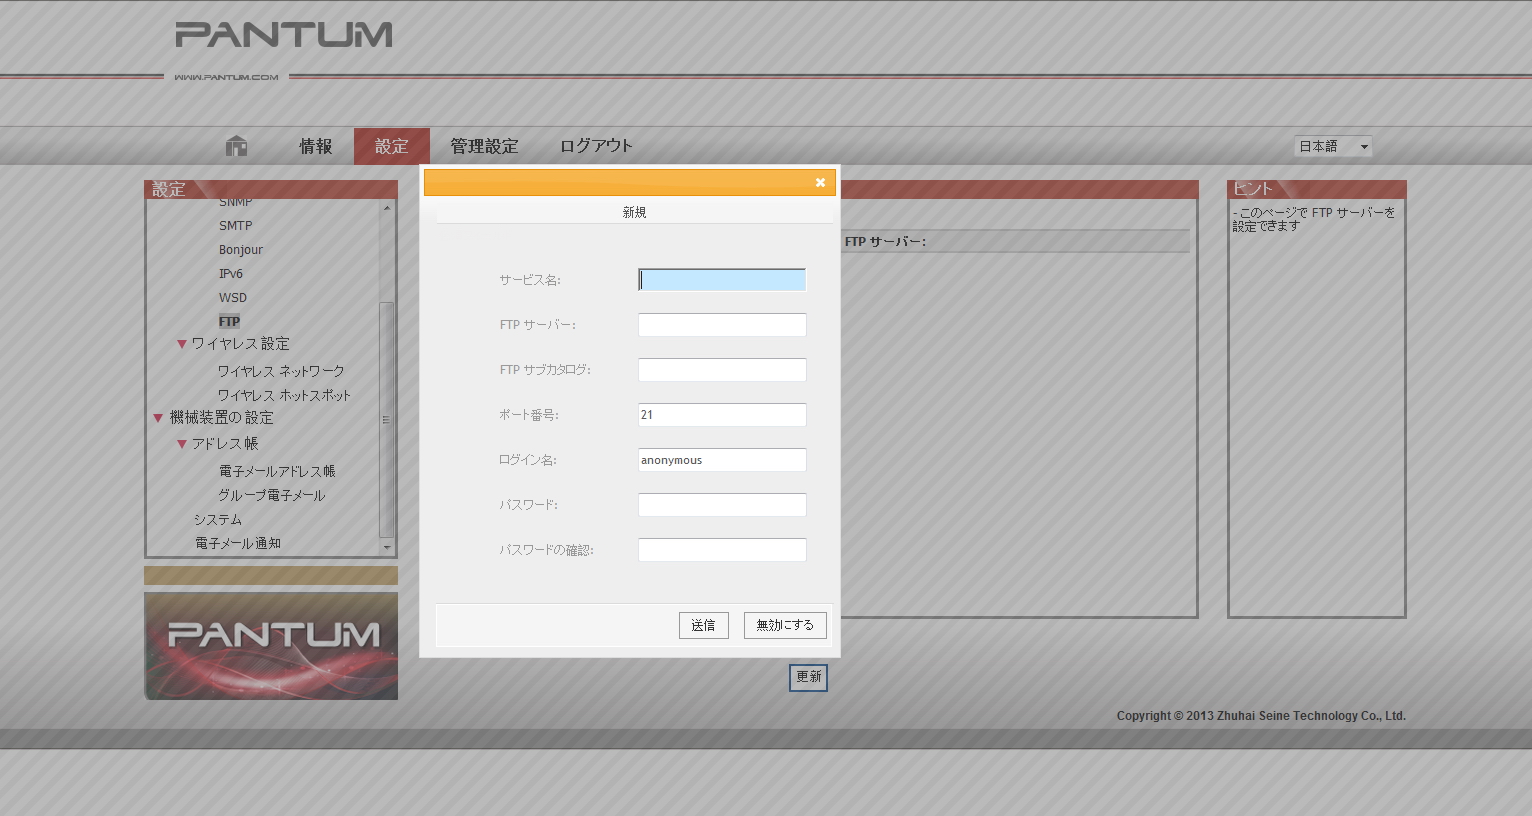 PANTUM
WWW.PANTUM.COM
情報
設定
管理設定
ログアウト
日本語
設定
SNMP
SMTP
Bonjour
IPv6
WSD
FTP
ワイヤレス設定
ワイヤレス ネットワーク
ワイヤレス ホットスポット
機械装置の設定
アドレス帳
電子メールアドレス帳
グループ電子メール
システム
電子メール通知
PANTUM
新規
サービス名:
FTP サーバー:
FTP サブカタログ:
ポート番号:
21
ログイン名:
anonymous
パスワード:
パスワードの確認:
送信
無効にする
FTP サーバー:
更新
ヒント
- このページで FTP サーバーを
設定できます
Copyright © 2013 Zhuhai Seine Technology Co., Ltd.